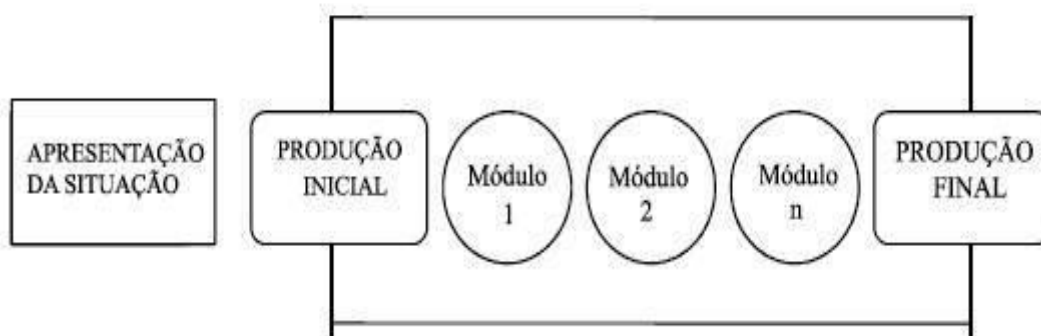 APRESENTAÇÃO
DA SITUAÇÃO
PRODUÇÃO
INICIAL
Módulo
1
Módulo
2
Módulo
n
PRODUÇÃO
FINAL